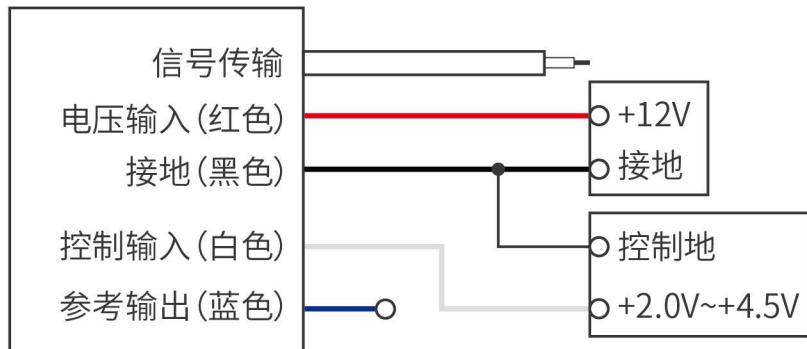 信号传输
电压输入(红色)
+12V
接地(黑色)
接地
控制输入(白色)
控制地
参考输出(蓝色)
+2.0V~+4.5V